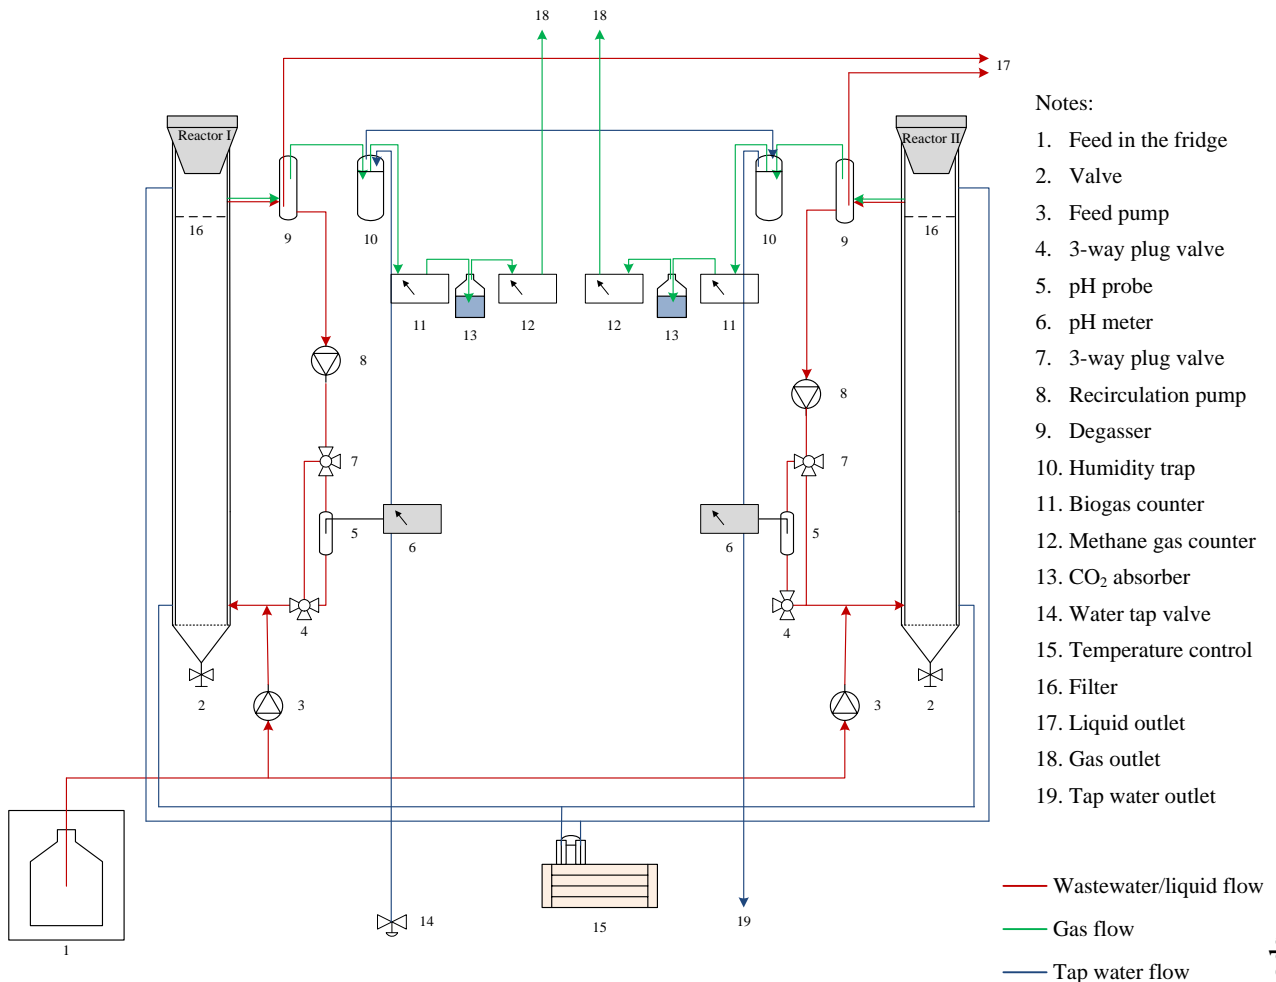 18
18
17
Notes:
Reactor I
Reactor II
1. Feed in the fridge
2. Valve
3. Feed pump
4. 3-way plug valve
5. pH probe
6. pH meter
7. 3-way plug valve
8. Recirculation pump
9. Degasser
10. Humidity trap
11. Biogas counter
12. Methane gas counter
13. CO₂ absorber
14. Water tap valve
15. Temperature control
16. Filter
17. Liquid outlet
18. Gas outlet
19. Tap water outlet
16
9
10
10
9
16
11
13
12
12
13
11
8
8
7
7
5
6
6
5
4
4
2
3
3
2
Wastewater/liquid flow
14
15
19
Gas flow
1
Tap water flow